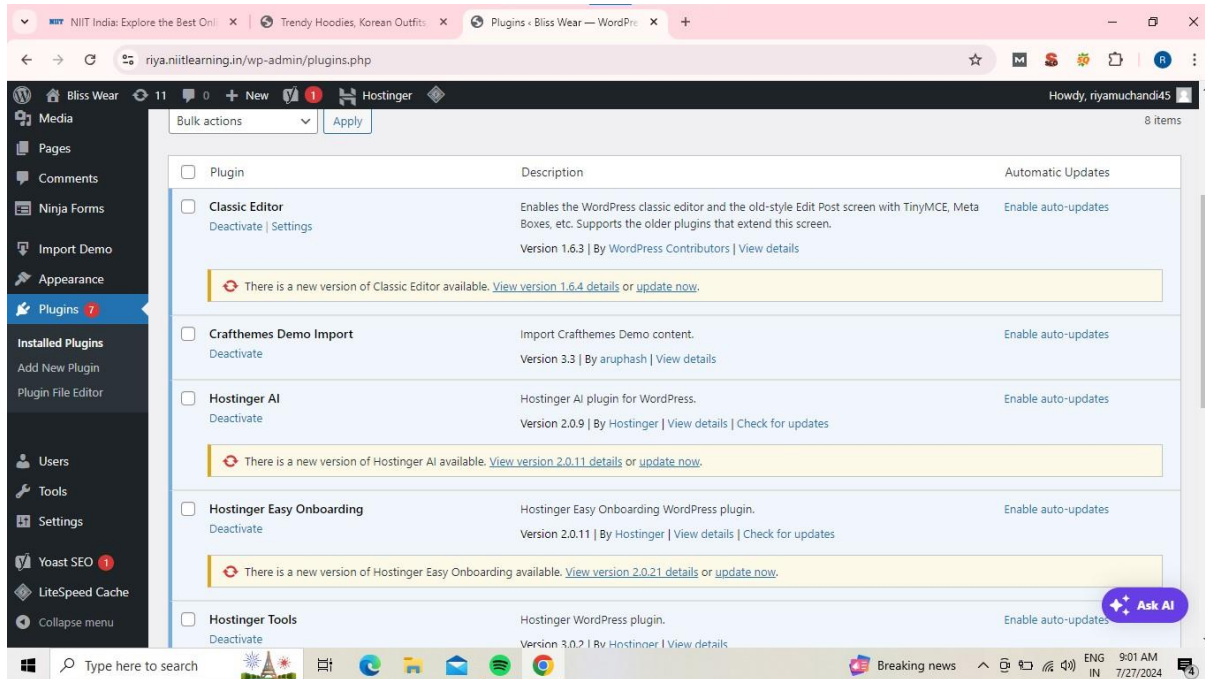 NIIT India: Explore the Best Onli
Trendy Hoodies, Korean Outfits,
Plugins ‹ Bliss Wear — WordPre
riya.niitlearning.in/wp-admin/plugins.php
Bliss Wear 11 0 + New 1 Hostinger
Howdy, riyamuchandi45
Media
Pages
Comments
Ninja Forms
Import Demo
Appearance
Plugins 7
Installed Plugins
Add New Plugin
Plugin File Editor
Users
Tools
Settings
Yoast SEO 1
LiteSpeed Cache
Collapse menu
Bulk actions Apply
8 items
Plugin Description Automatic Updates
Classic Editor
Deactivate | Settings
Enables the WordPress classic editor and the old-style Edit Post screen with TinyMCE, Meta
Boxes, etc. Supports the older plugins that extend this screen.
Version 1.6.3 | By WordPress Contributors | View details
Enable auto-updates
There is a new version of Classic Editor available. View version 1.6.4 details or update now.
Crafthemes Demo Import
Deactivate
Import Crafthemes Demo content.
Version 3.3 | By aruphash | View details
Enable auto-updates
Hostinger AI
Deactivate
Hostinger AI plugin for WordPress.
Version 2.0.9 | By Hostinger | View details | Check for updates
Enable auto-updates
There is a new version of Hostinger AI available. View version 2.0.11 details or update now.
Hostinger Easy Onboarding
Deactivate
Hostinger Easy Onboarding WordPress plugin.
Version 2.0.11 | By Hostinger | View details | Check for updates
Enable auto-updates
There is a new version of Hostinger Easy Onboarding available. View version 2.0.21 details or update now.
Hostinger Tools
Deactivate
Hostinger WordPress plugin.
Version 3.0.2 | By Hostinger | View details
Enable auto-updates
Ask AI
Type here to search
Breaking news
ENG
IN
9:01 AM
7/27/2024
4